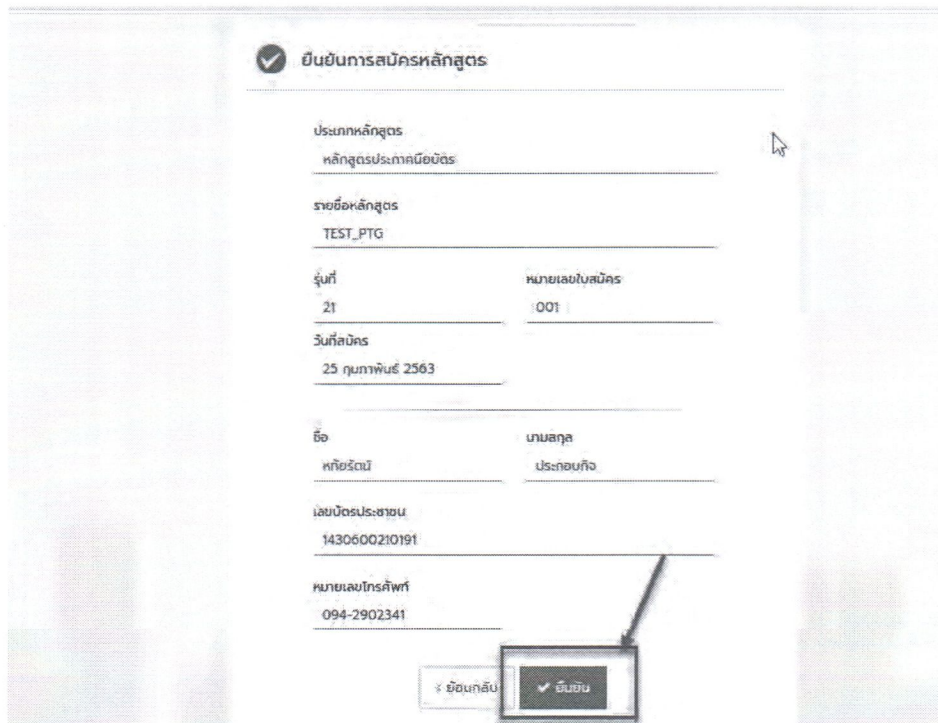 ยืนยันการสมัครหลักสูตร
ประเภทหลักสูตร
หลักสูตรประกาศนียบัตร
รายชื่อหลักสูตร
TEST_PTG
รุ่นที่ หมายเลขใบสมัคร
21 001
วันที่สมัคร
25 กุมภาพันธ์ 2563
ชื่อ นามสกุล
หทัยรัตน์ ประกอบกิจ
เลขบัตรประชาชน
1430600210191
หมายเลขโทรศัพท์
094-2902341
ย้อนกลับ ยืนยัน